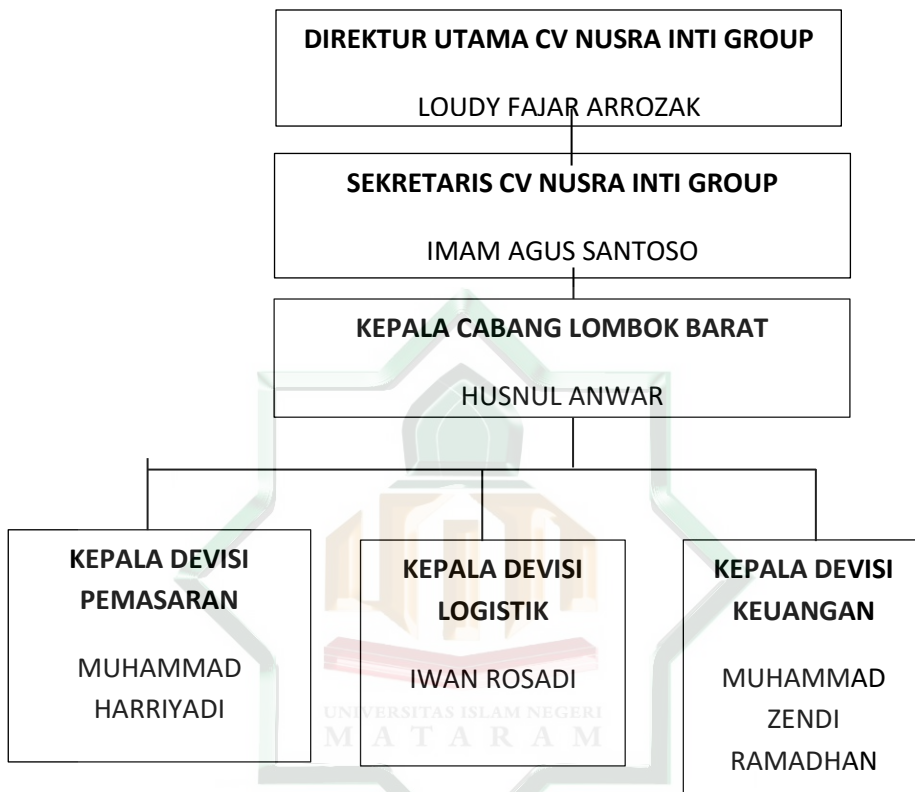 DIREKTUR UTAMA CV NUSRA INTI GROUP
LOUDY FAJAR ARROZAK
SEKRETARIS CV NUSRA INTI GROUP
IMAM AGUS SANTOSO
KEPALA CABANG LOMBOK BARAT
HUSNUL ANWAR
KEPALA DEVISI
PEMASARAN
MUHAMMAD
HARRIYADI
KEPALA DEVISI
LOGISTIK
IWAN ROSADI
KEPALA DEVISI
KEUANGAN
MUHAMMAD
ZENDI
RAMADHAN
UNIVERSITAS ISLAM NEGERI
MATARAM